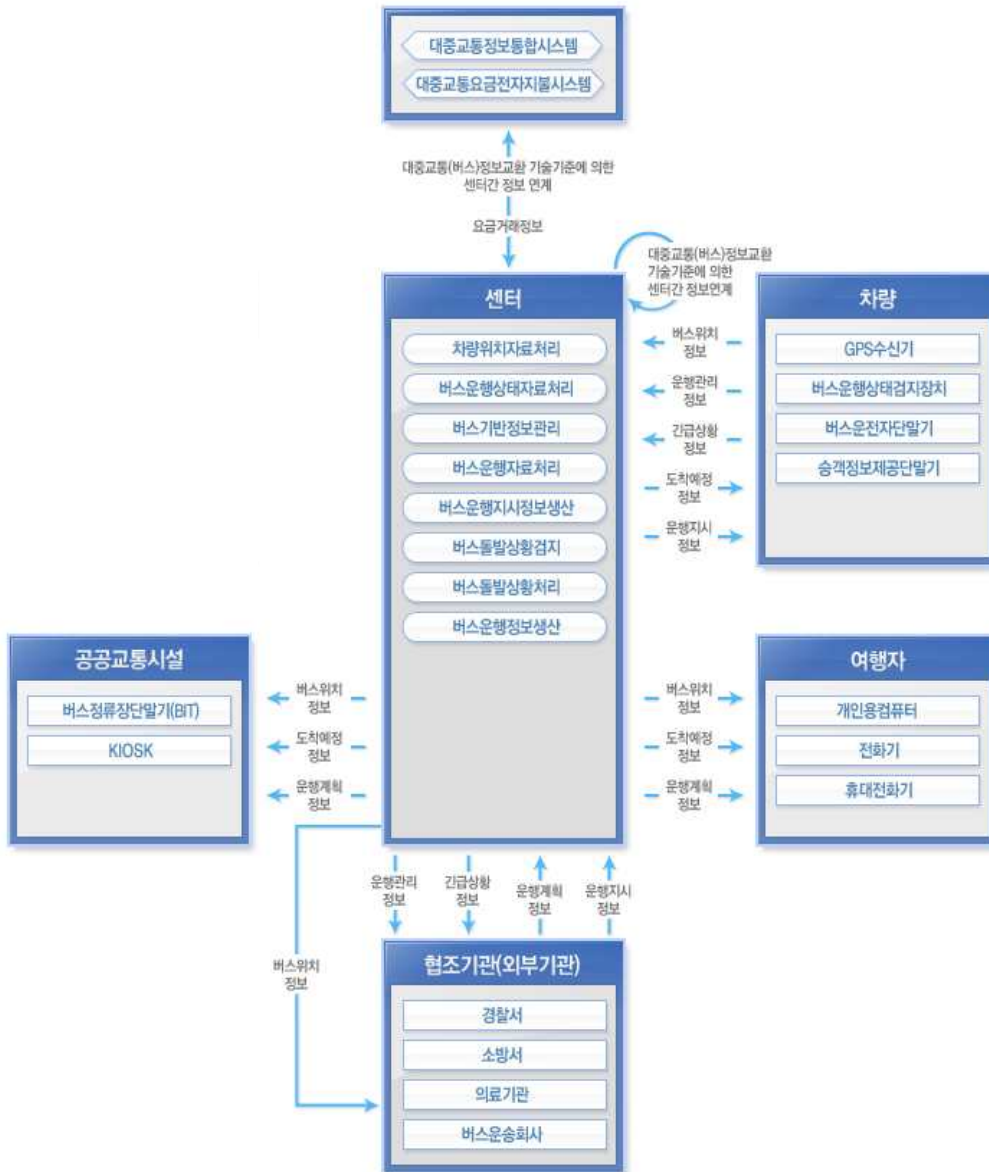 대중교통정보통합시스템
대중교통요금전자지불시스템
대중교통(버스)정보교환 기술기준에 의한
센터간 정보 연계
요금거래정보
대중교통(버스)정보교환
기술기준에 의한
센터간 정보연계
센터
차량위치자료처리
버스운행상태자료처리
버스기반정보관리
버스운행자료처리
버스운행지시정보생산
버스돌발상황검지
버스돌발상황처리
버스운행정보생산
버스위치
정보
운행관리
정보
긴급상황
정보
도착예정
정보
운행지시
정보
차량
GPS수신기
버스운행상태검지장치
버스운전자단말기
승객정보제공단말기
공공교통시설
버스정류장단말기(BIT)
KIOSK
버스위치
정보
도착예정
정보
운행계획
정보
버스위치
정보
도착예정
정보
운행계획
정보
여행자
개인용컴퓨터
전화기
휴대전화기
운행관리
정보
긴급상황
정보
운행계획
정보
운행지시
정보
버스위치
정보
협조기관(외부기관)
경찰서
소방서
의료기관
버스운송회사